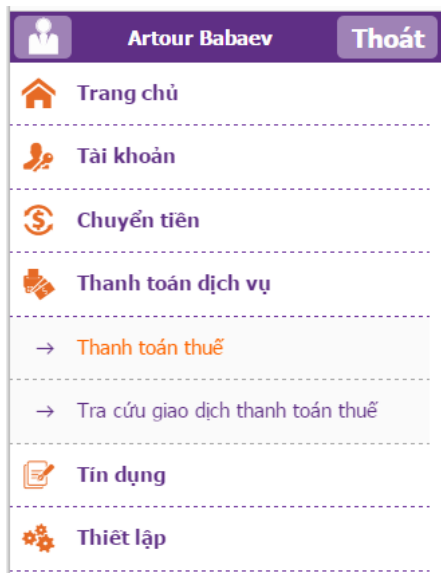 Artour Babaev Thoát
Trang chủ
Tài khoản
Chuyển tiền
Thanh toán dịch vụ
→ Thanh toán thuế
→ Tra cứu giao dịch thanh toán thuế
Tín dụng
Thiết lập